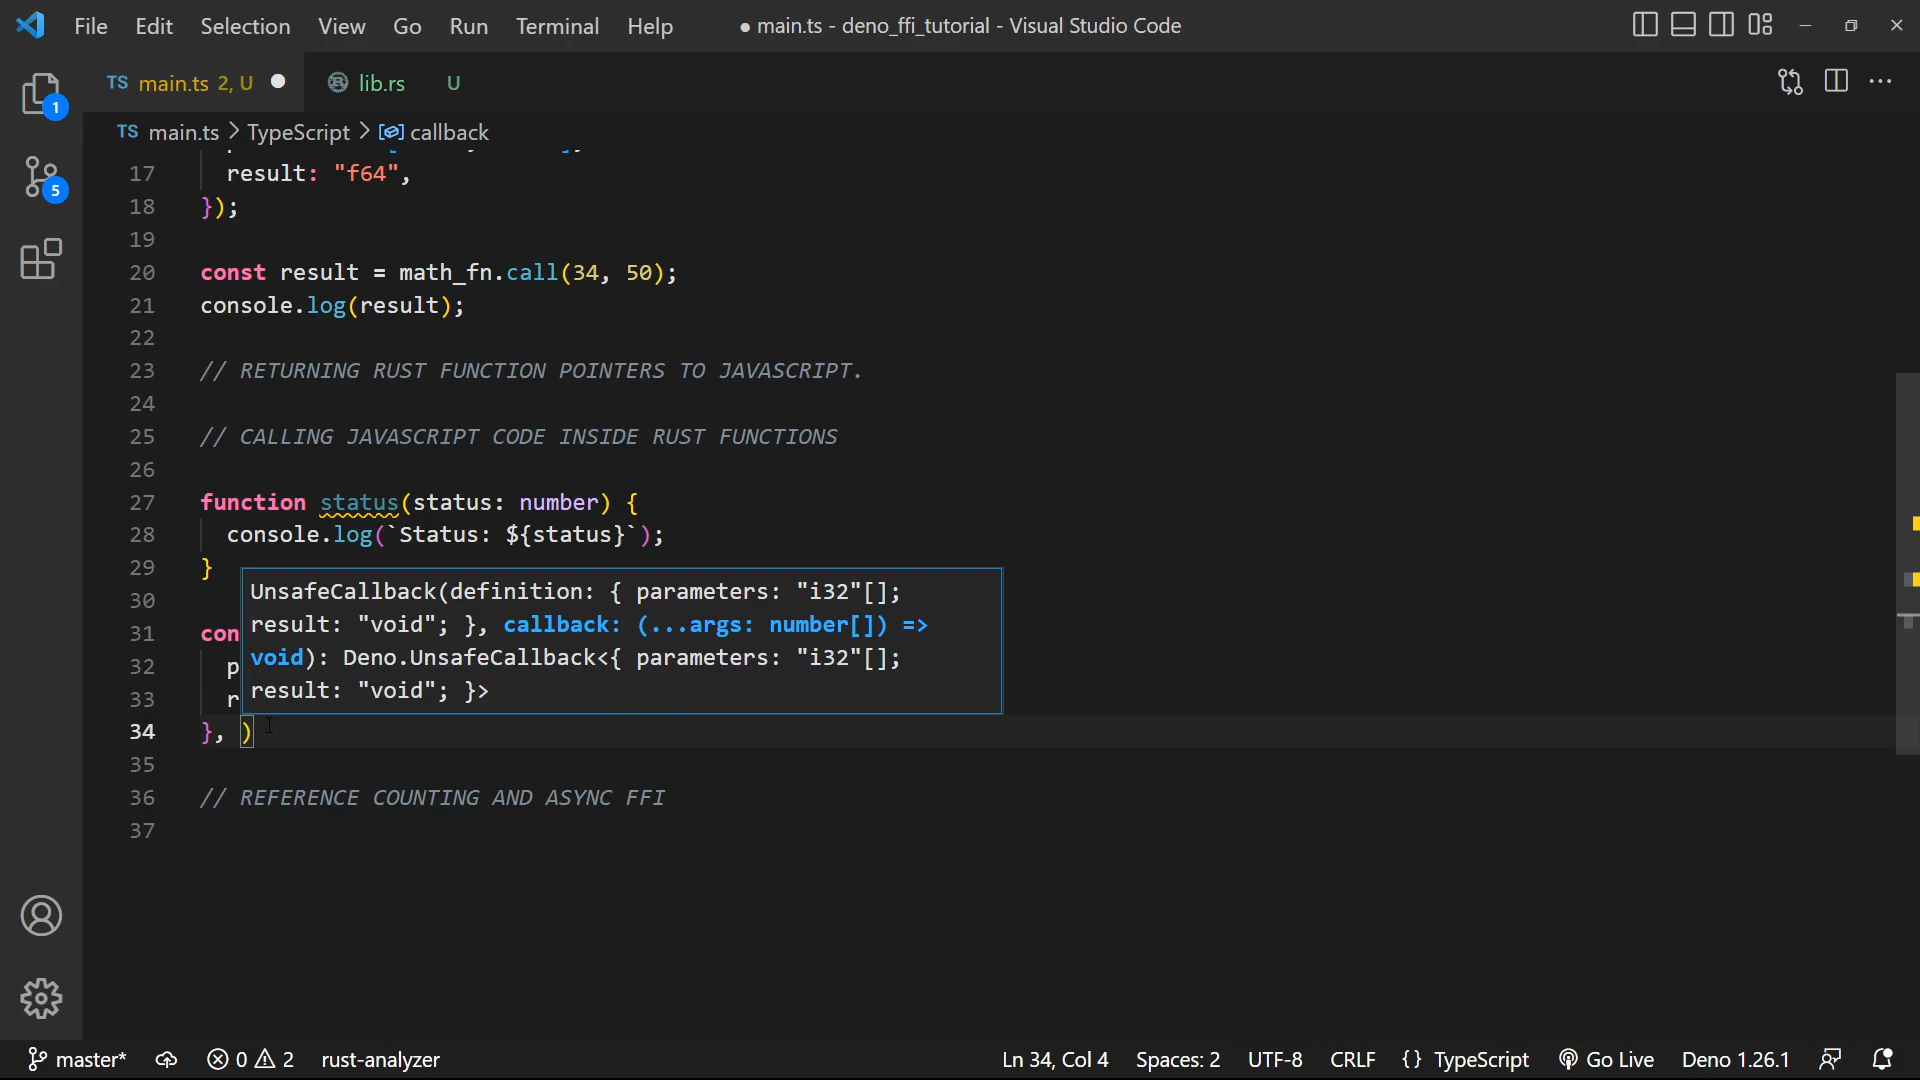 File Edit Selection View Go Run Terminal Help ● main.ts - deno_ffi_tutorial - Visual Studio Code
TS main.ts 2, U lib.rs U
TS main.ts > TypeScript > callback
17 result: "f64",
18 });
19
20 const result = math_fn.call(34, 50);
21 console.log(result);
22
23 // RETURNING RUST FUNCTION POINTERS TO JAVASCRIPT.
24
25 // CALLING JAVASCRIPT CODE INSIDE RUST FUNCTIONS
26
27 function status(status: number) {
28 console.log(`Status: ${status}`);
29 }
30
UnsafeCallback(definition: { parameters: "i32"[];
31 con
result: "void"; }, callback: (...args: number[]) =>
32 p
void): Deno.UnsafeCallback<{ parameters: "i32"[];
33 r
result: "void"; }>
34 }, )
35
36 // REFERENCE COUNTING AND ASYNC FFI
37
1
5
master* 0 2 rust-analyzer Ln 34, Col 4 Spaces: 2 UTF-8 CRLF {} TypeScript Go Live Deno 1.26.1